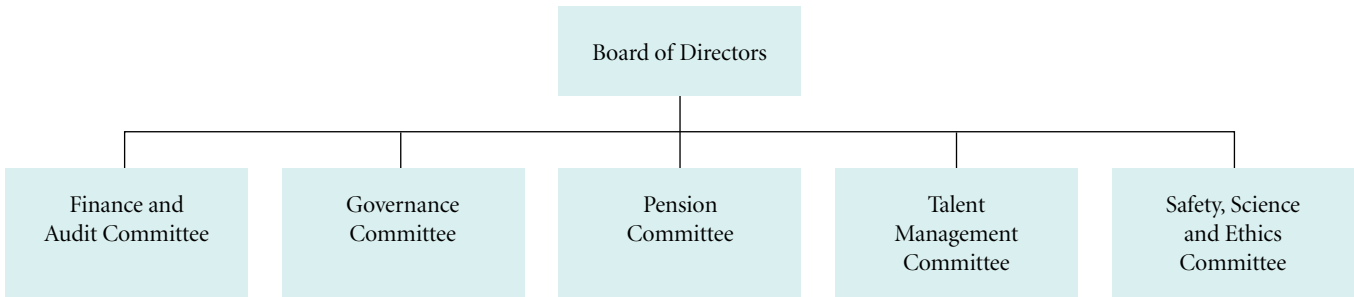 Board of Directors
Finance and
Audit Committee
Governance
Committee
Pension
Committee
Talent
Management
Committee
Safety, Science
and Ethics
Committee